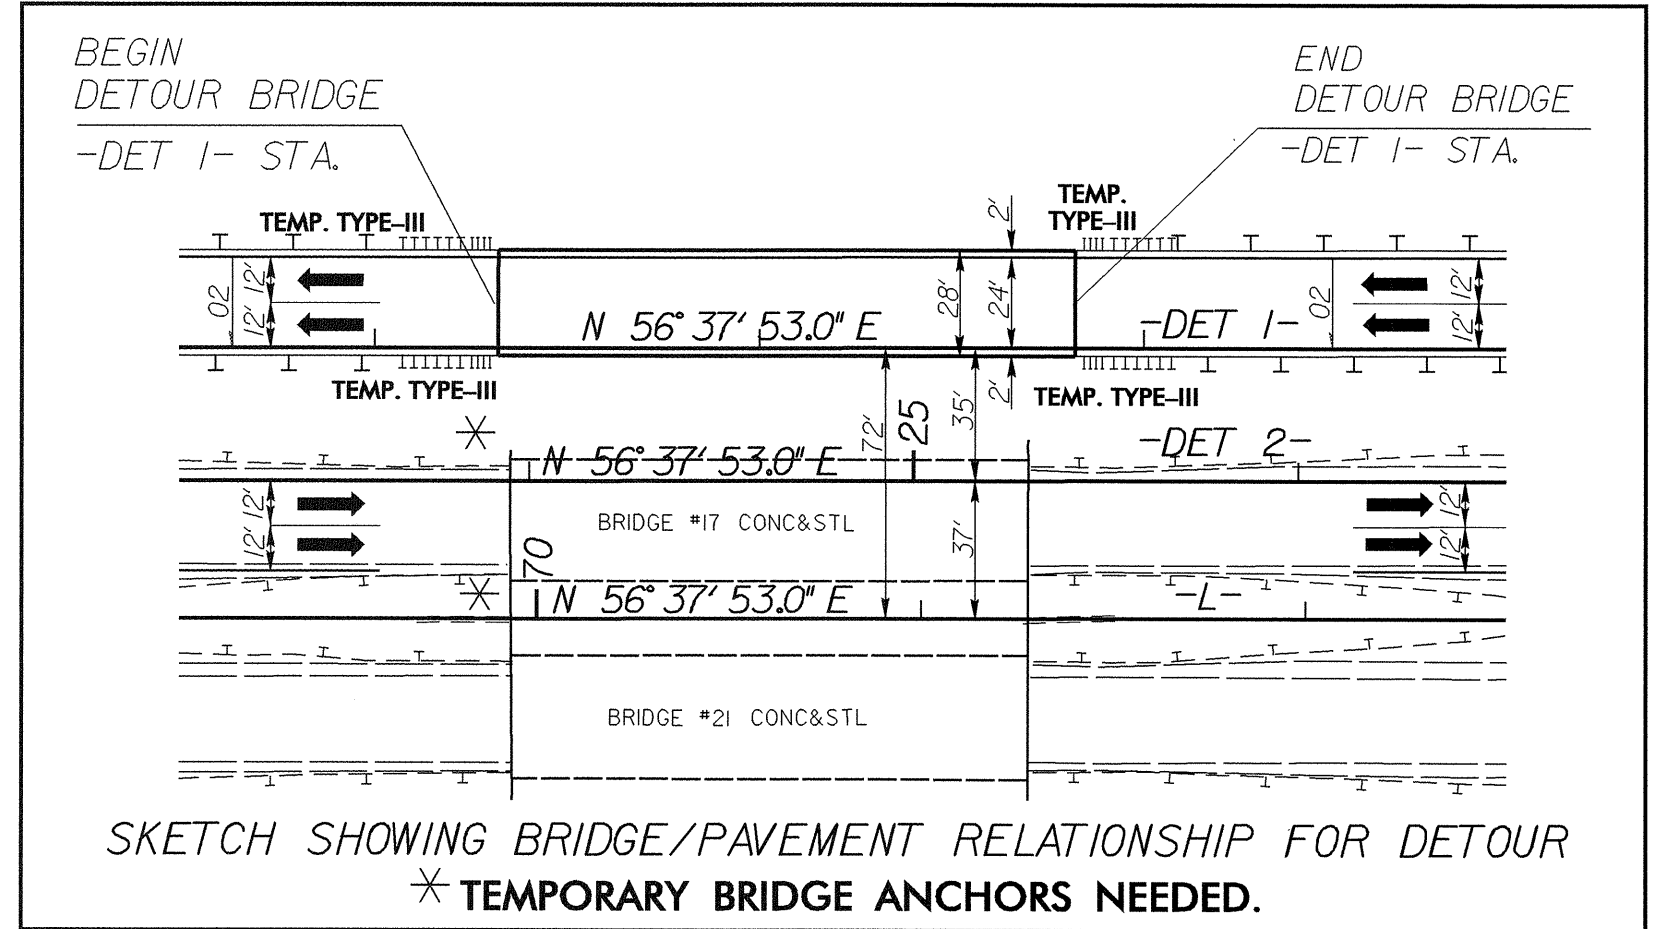 BEGIN
DETOUR BRIDGE
-DET 1- STA.
END
DETOUR BRIDGE
-DET 1- STA.
TEMP. TYPE-III
TEMP.
TYPE-III
2'
02
12'
12'
28'
24'
N 56° 37' 53.0" E
-DET 1-
02
12'
12'
TEMP. TYPE-III
2'
TEMP. TYPE-III
72'
25
35'
N 56° 37' 53.0" E
-DET 2-
12'
12'
BRIDGE #17 CONC&STL
37'
12'
12'
70
N 56° 37' 53.0" E
-L-
BRIDGE #21 CONC&STL
SKETCH SHOWING BRIDGE/PAVEMENT RELATIONSHIP FOR DETOUR
* TEMPORARY BRIDGE ANCHORS NEEDED.